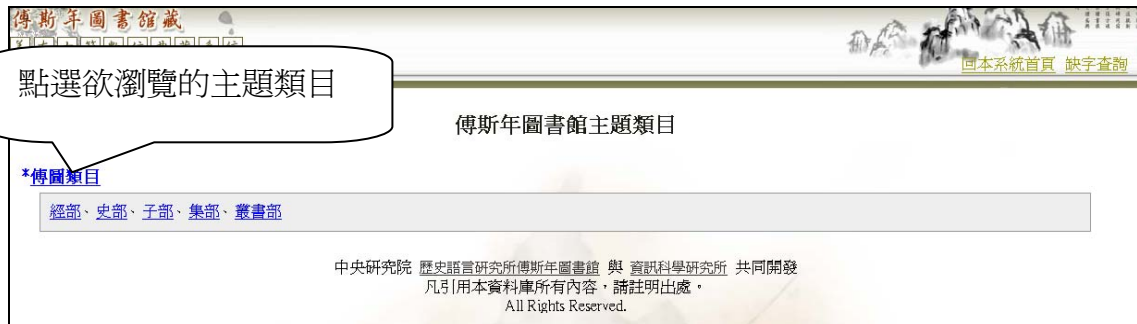 傅斯年圖書館藏
回本系統首頁 缺字查詢
點選欲瀏覽的主題類目
傅斯年圖書館主題類目
*傅圖類目
經部、史部、子部、集部、叢書部
中央研究院 歷史語言研究所傅斯年圖書館 與 資訊科學研究所 共同開發
凡引用本資料庫所有內容,請註明出處。
All Rights Reserved.